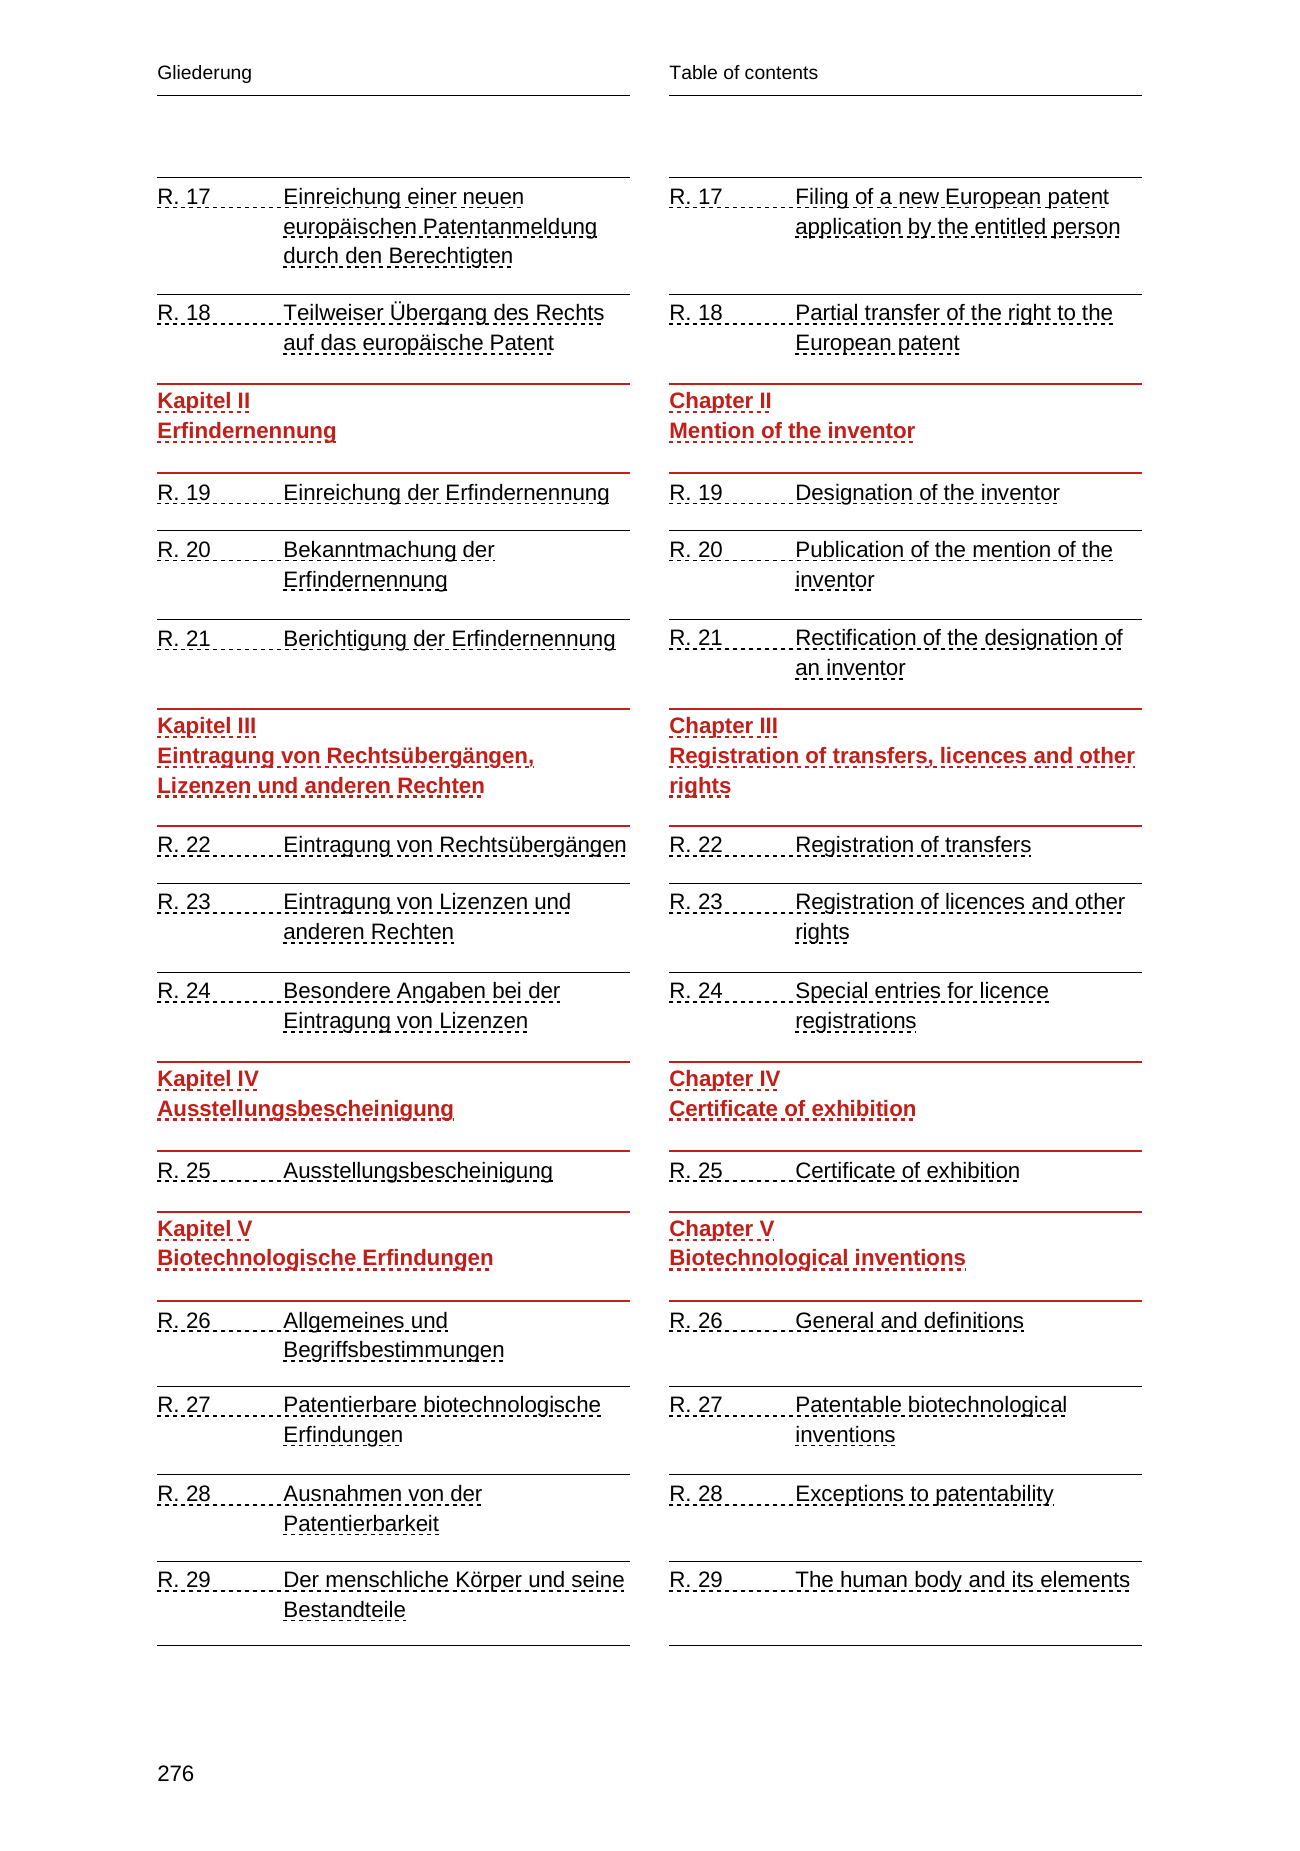 Gliederung
R. 17 Einreichung einer neuen
europäischen Patentanmeldung
durch den Berechtigten
R. 18 Teilweiser Übergang des Rechts
auf das europäische Patent
Kapitel II
Erfindernennung
R. 19 Einreichung der Erfindernennung
R. 20 Bekanntmachung der
Erfindernennung
R. 21 Berichtigung der Erfindernennung
Kapitel III
Eintragung von Rechtsübergängen,
Lizenzen und anderen Rechten
R. 22 Eintragung von Rechtsübergängen
R. 23 Eintragung von Lizenzen und
anderen Rechten
R. 24 Besondere Angaben bei der
Eintragung von Lizenzen
Kapitel IV
Ausstellungsbescheinigung
R. 25 Ausstellungsbescheinigung
Kapitel V
Biotechnologische Erfindungen
R. 26 Allgemeines und
Begriffsbestimmungen
R. 27 Patentierbare biotechnologische
Erfindungen
R. 28 Ausnahmen von der
Patentierbarkeit
R. 29 Der menschliche Körper und seine
Bestandteile
Table of contents
R. 17 Filing of a new European patent
application by the entitled person
R. 18 Partial transfer of the right to the
European patent
Chapter II
Mention of the inventor
R. 19 Designation of the inventor
R. 20 Publication of the mention of the
inventor
R. 21 Rectification of the designation of
an inventor
Chapter III
Registration of transfers, licences and other
rights
R. 22 Registration of transfers
R. 23 Registration of licences and other
rights
R. 24 Special entries for licence
registrations
Chapter IV
Certificate of exhibition
R. 25 Certificate of exhibition
Chapter V
Biotechnological inventions
R. 26 General and definitions
R. 27 Patentable biotechnological
inventions
R. 28 Exceptions to patentability
R. 29 The human body and its elements
276